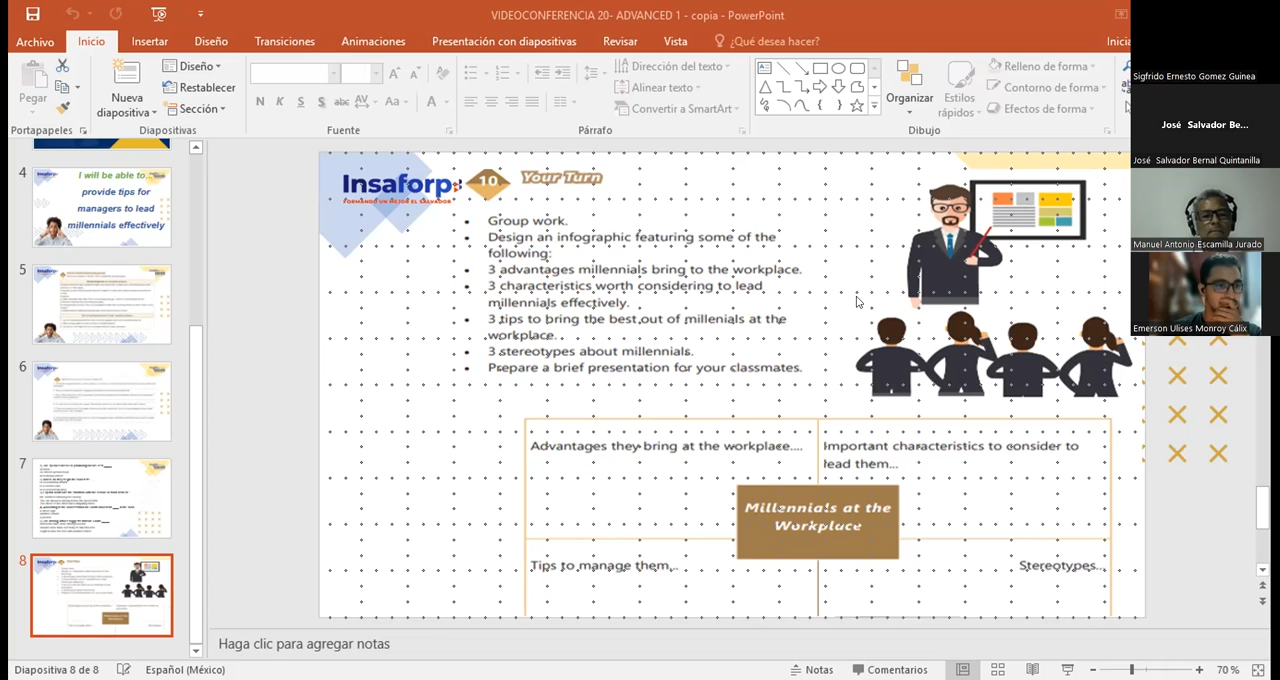 VIDEOCONFERENCIA 20- ADVANCED 1 - copia - PowerPoint
Archivo Inicio Insertar Diseño Transiciones Animaciones Presentación con diapositivas Revisar Vista ¿Qué desea hacer? Inicia
Pegar
Nueva diapositiva
Diseño
Restablecer
Sección
N K S S abc AV Aa A
Dirección del texto
Alinear texto
Convertir a SmartArt
Organizar
Estilos rápidos
Relleno de forma
Contorno de forma
Efectos de forma
Portapapeles Diapositivas Fuente Párrafo Dibujo
Sigfrido Ernesto Gomez Guinea
José Salvador Be...
José Salvador Bernal Quintanilla
Manuel Antonio Escamilla Jurado
Emerson Ulises Monroy Cálix
4
I will be able to
provide tips for
managers to lead
millennials effectively
5
6
7
8
Insaforp
FORMANDO UN MEJOR EL SALVADOR
10 Your Turn
• Group work.
• Design an infographic featuring some of the
following:
• 3 advantages millennials bring to the workplace.
• 3 characteristics worth considering to lead
millennials effectively.
• 3 tips to bring the best out of millenials at the
workplace.
• 3 stereotypes about millennials.
• Prepare a brief presentation for your classmates.
Advantages they bring at the workplace....
Important characteristics to consider to
lead them...
Millennials at the
Workplace
Tips to manage them,..
Stereotypes...
Haga clic para agregar notas
Diapositiva 8 de 8 Español (México) Notas Comentarios 70 %